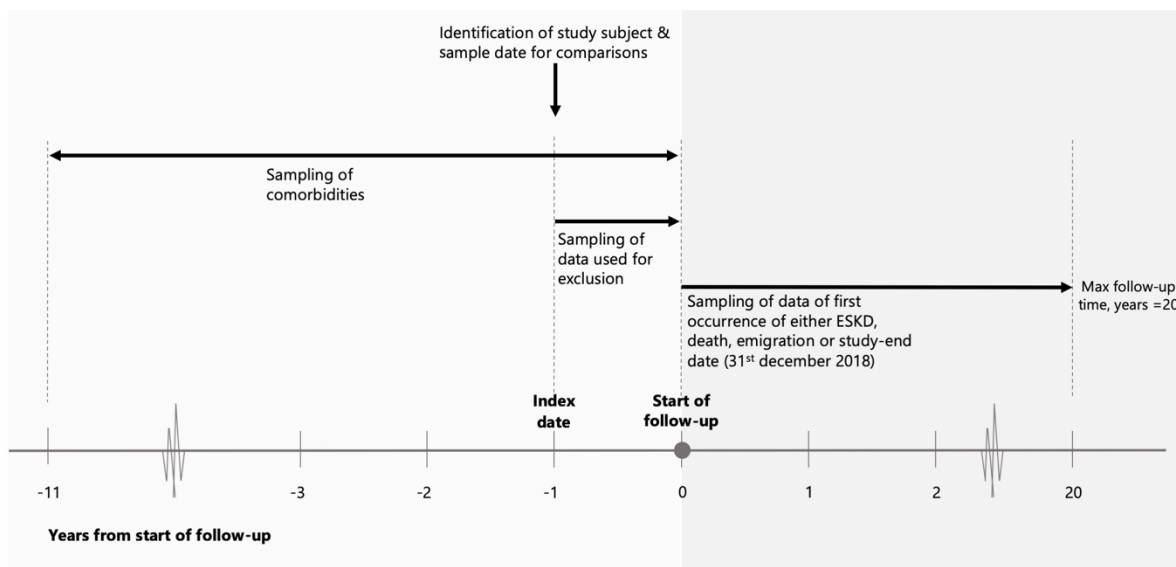 Identification of study subject &
sample date for comparisons
Sampling of
comorbidities
Sampling of
data used for
exclusion
Sampling of data of first
occurrence of either ESKD,
death, emigration or study-end
date (31st december 2018)
Max follow-up
time, years =20
Index
date
Start of
follow-up
-11
-3
-2
-1
0
1
2
20
Years from start of follow-up